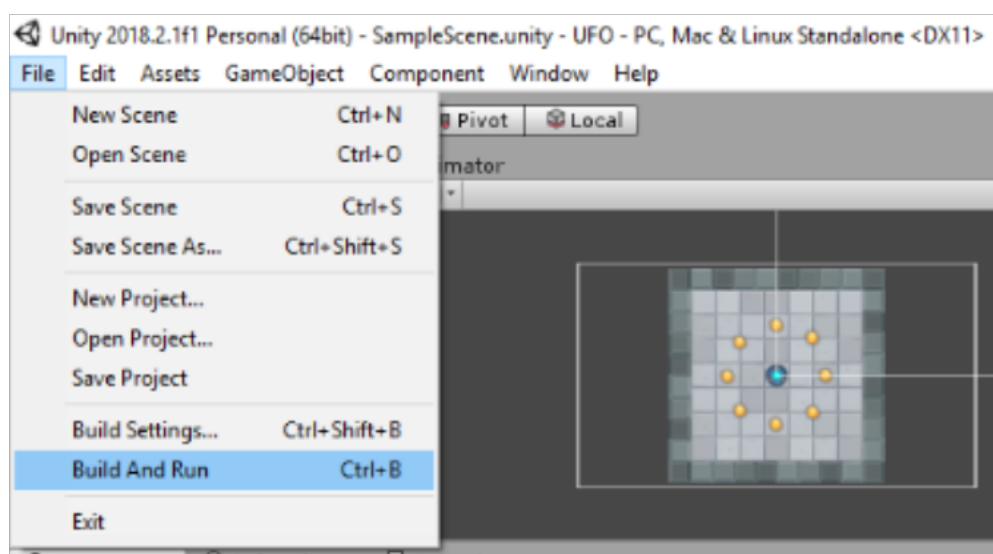 Unity 2018.2.1f1 Personal (64bit) - SampleScene.unity - UFO - PC, Mac & Linux Standalone <DX11>
File Edit Assets GameObject Component Window Help
New Scene Ctrl+N
Pivot Local
Open Scene Ctrl+O
Save Scene Ctrl+S
Save Scene As... Ctrl+Shift+S
New Project...
Open Project...
Save Project
Build Settings... Ctrl+Shift+B
Build And Run Ctrl+B
Exit